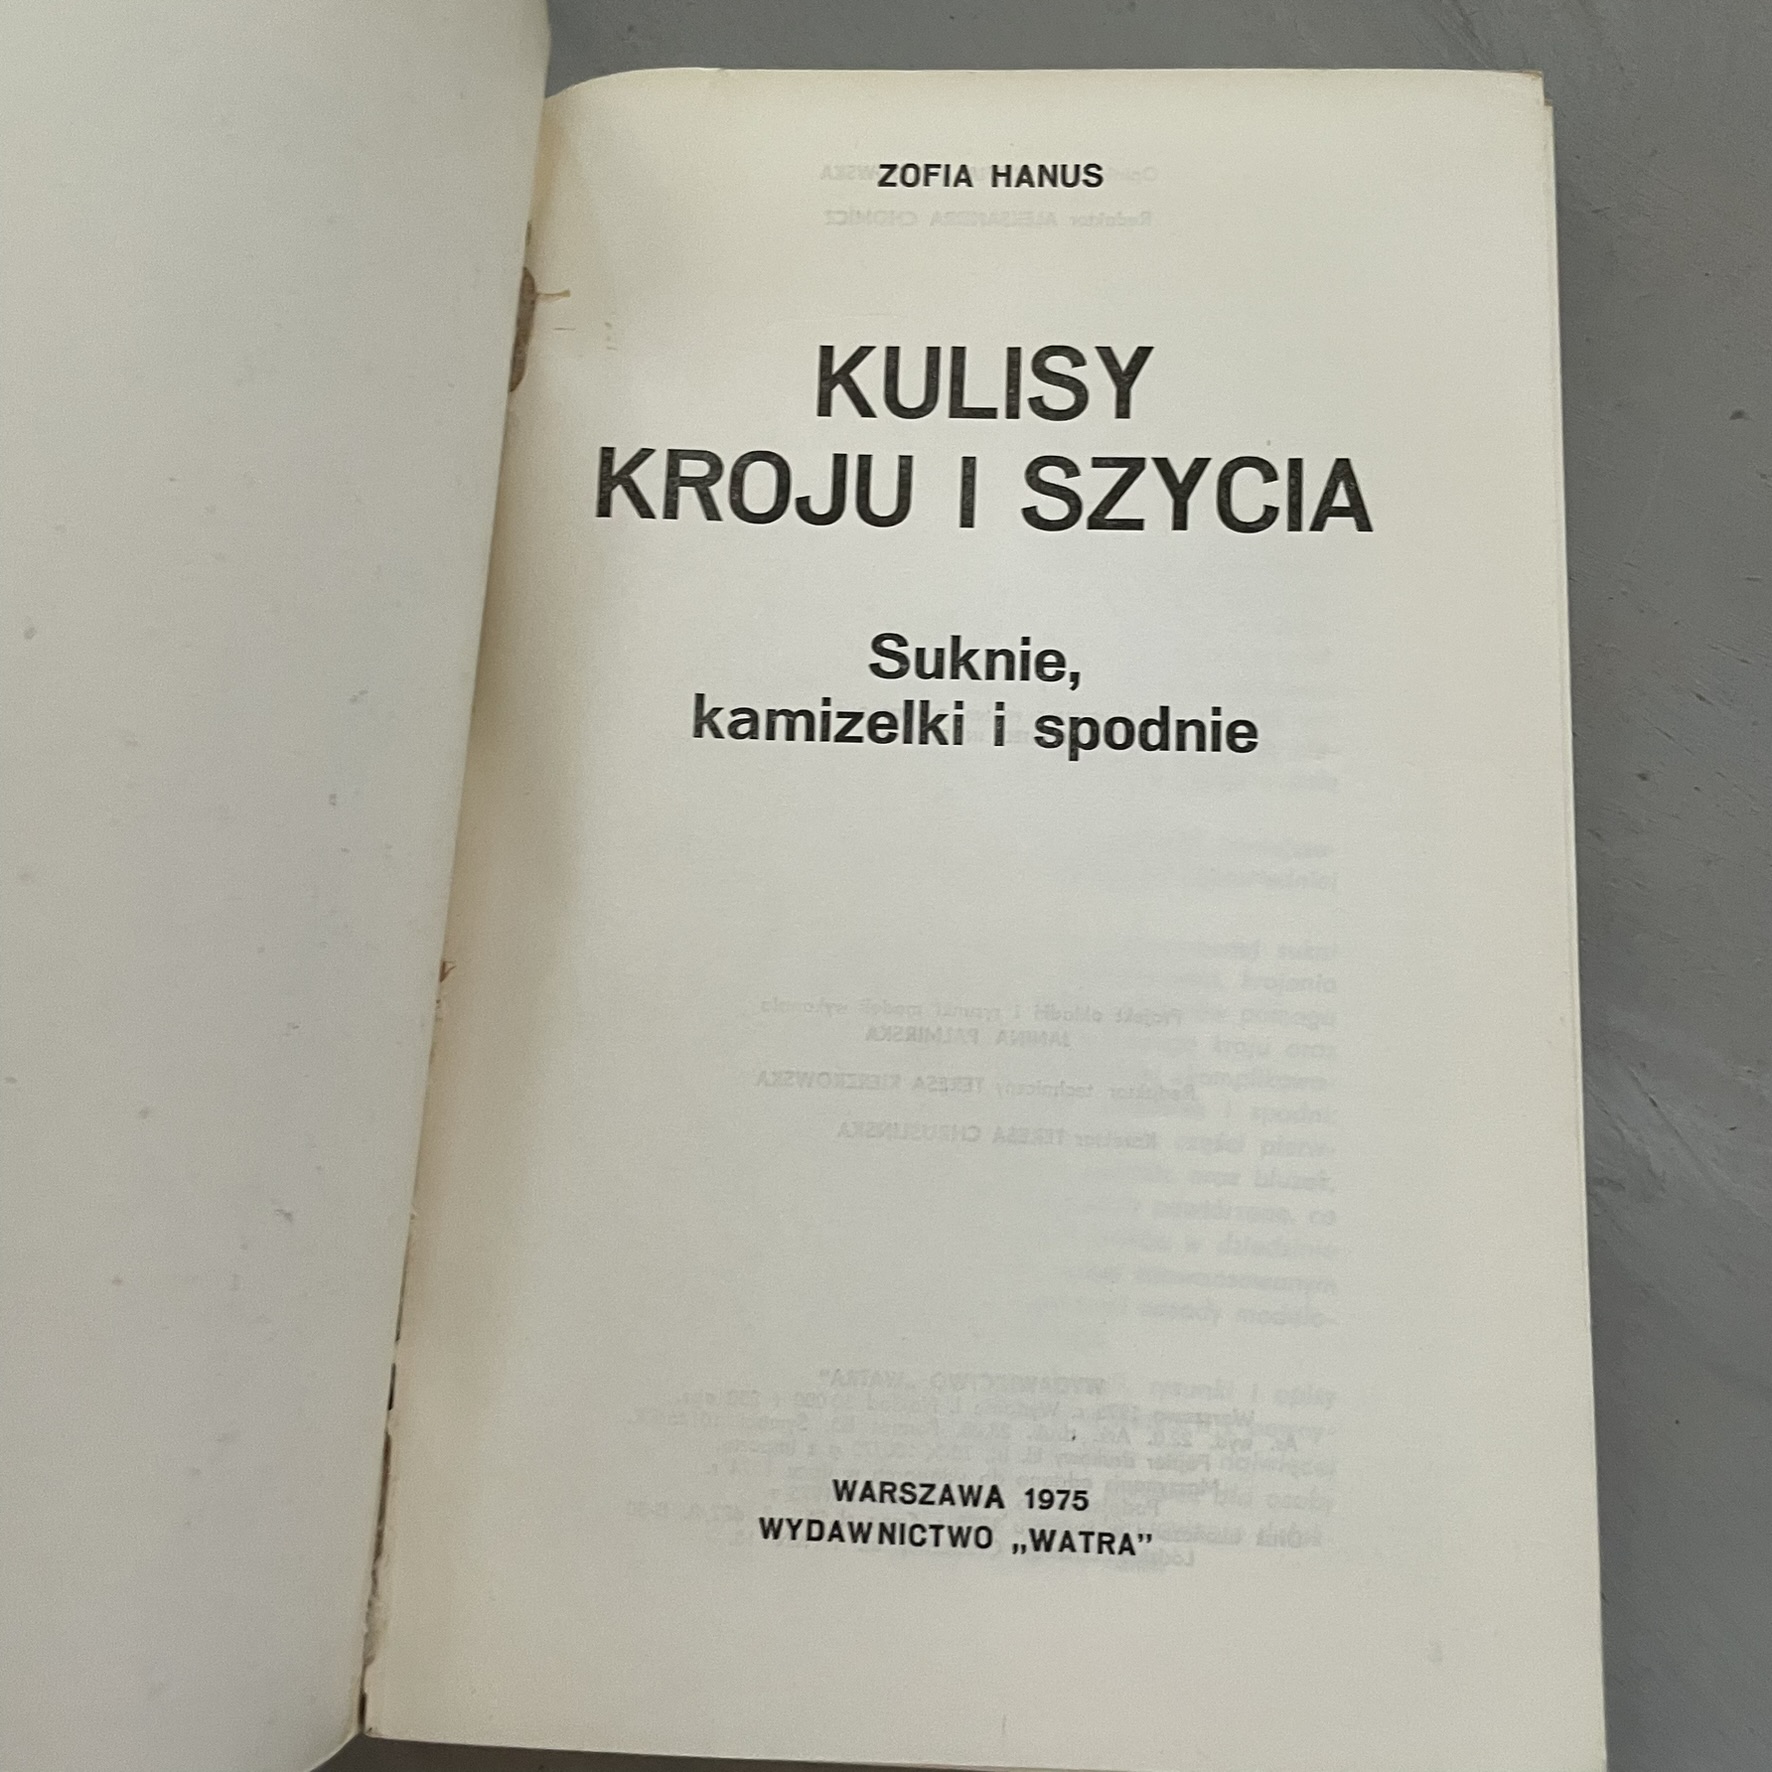 ZOFIA HANUS
KULISY
KROJU I SZYCIA
Suknie,
kamizelki i spodnie
WARSZAWA 1975
WYDAWNICTWO „WATRA”